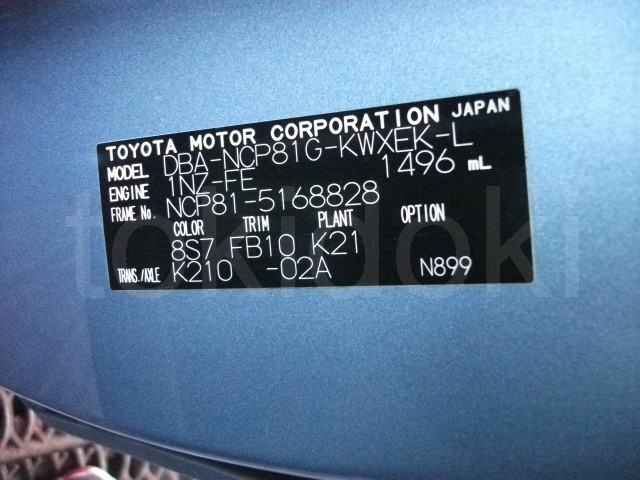 TOYOTA MOTOR CORPORATION JAPAN
MODEL DBA-NCP81G-KWXEK-L
ENGINE 1NZ-FE 1496 mL
FRAME No. NCP81-5168828
COLOR TRIM PLANT OPTION
8S7 FB10 K21
TRANS./AXLE K210 -02A N899
tokidoki